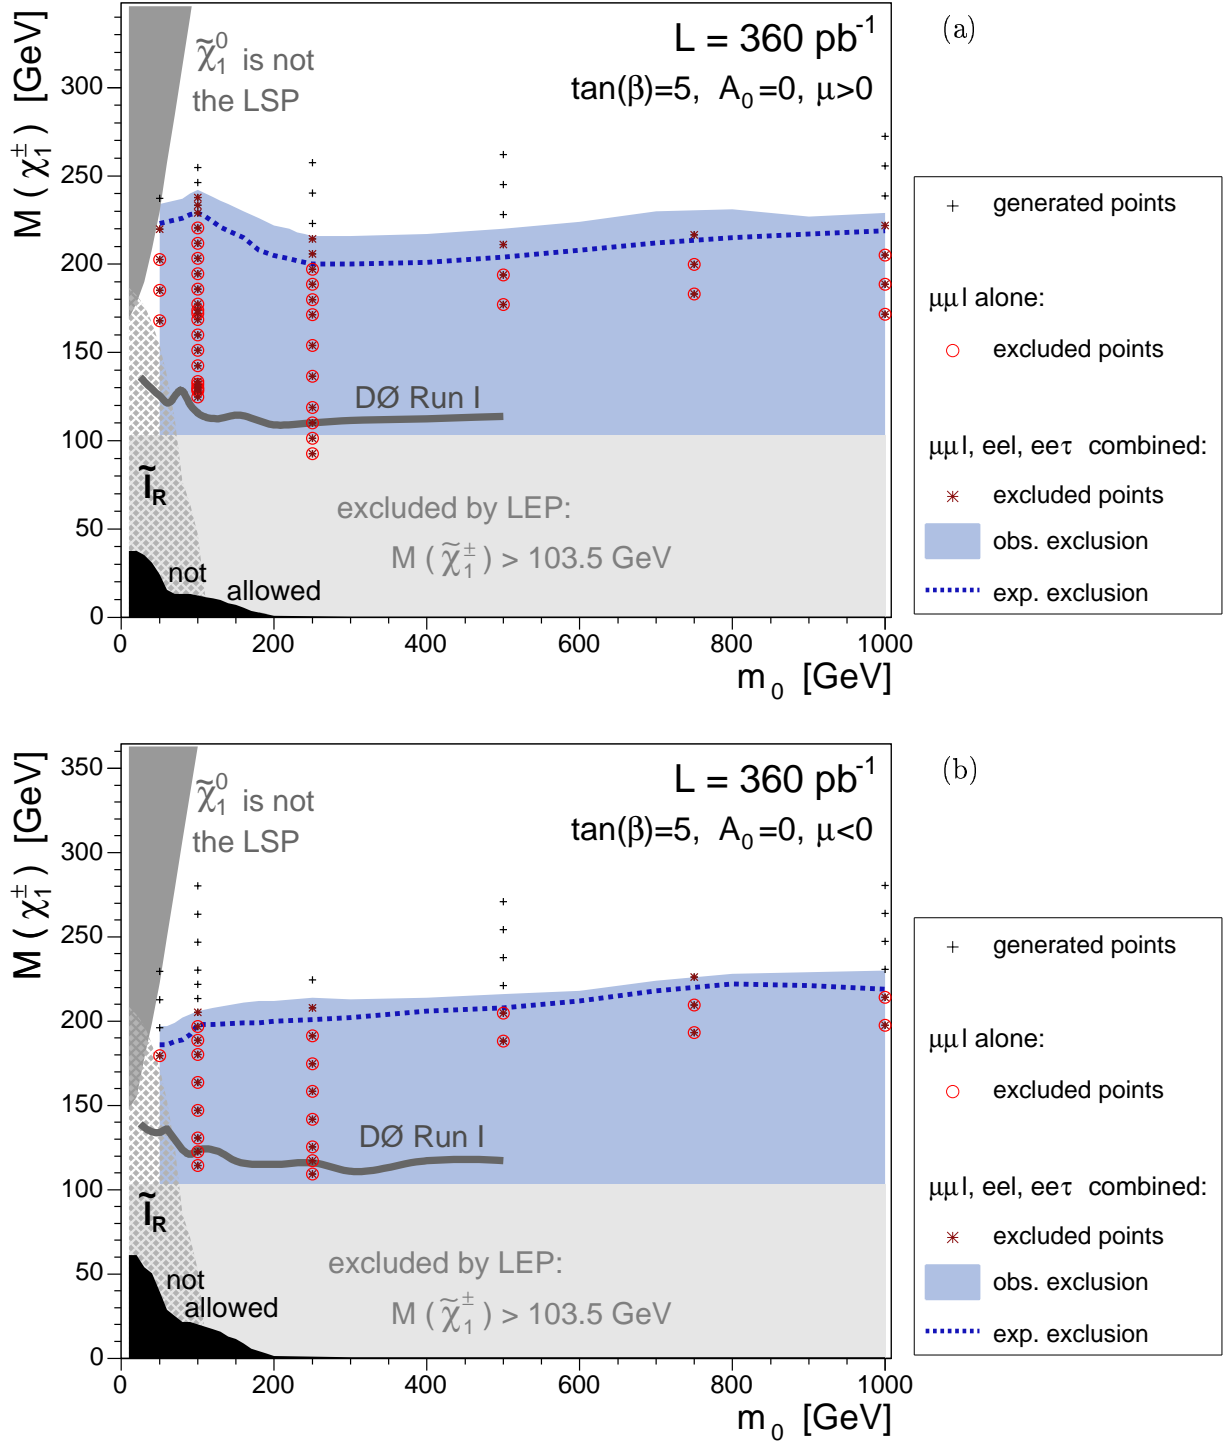 (a)
L = 360 pb⁻¹
tan(β)=5, A₀=0, μ>0
χ̃₁⁰ is not
the LSP
M ( χ₁± ) [GeV]
300
250
200
150
100
50
0
DØ Run I
l̃R
excluded by LEP:
M ( χ̃₁± ) > 103.5 GeV
not
allowed
0
200
400
600
800
1000
m₀ [GeV]
+ generated points
μμl alone:
excluded points
μμl, eel, eeτ combined:
excluded points
obs. exclusion
exp. exclusion
(b)
L = 360 pb⁻¹
tan(β)=5, A₀=0, μ<0
χ̃₁⁰ is not
the LSP
M ( χ₁± ) [GeV]
350
300
250
200
150
100
50
0
DØ Run I
l̃R
excluded by LEP:
M ( χ̃₁± ) > 103.5 GeV
not
allowed
0
200
400
600
800
1000
m₀ [GeV]
+ generated points
μμl alone:
excluded points
μμl, eel, eeτ combined:
excluded points
obs. exclusion
exp. exclusion